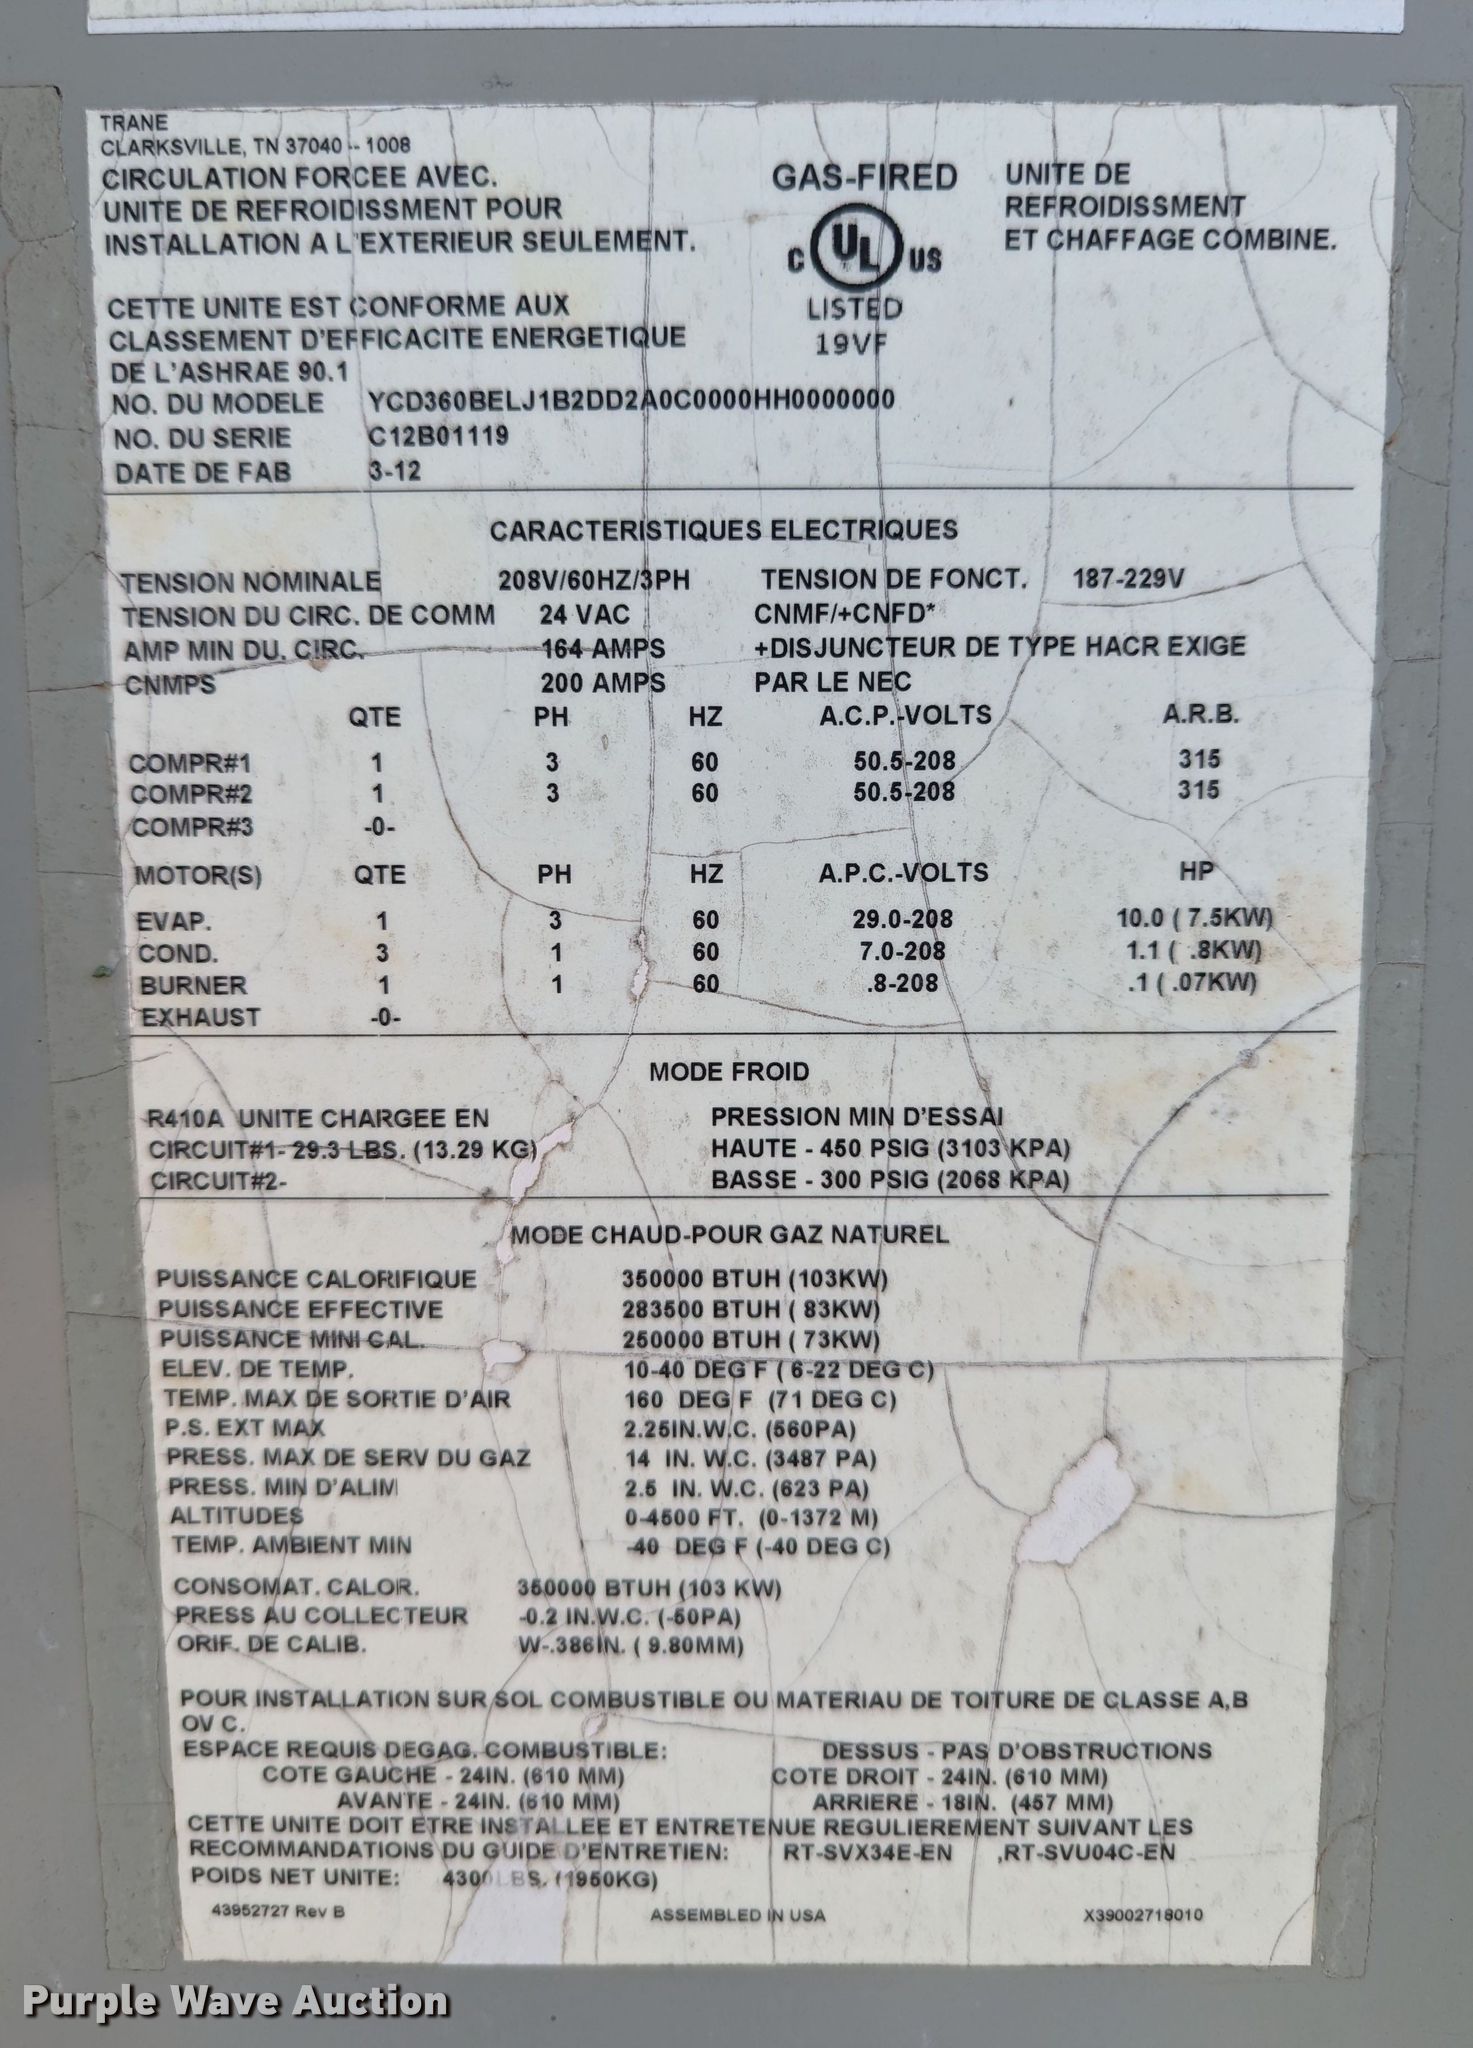 TRANE
CLARKSVILLE, TN 37040 -- 1008
CIRCULATION FORCEE AVEC.
UNITE DE REFROIDISSMENT POUR
INSTALLATION A L'EXTERIEUR SEULEMENT.
GAS-FIRED
C UL US
LISTED
19VF
UNITE DE
REFROIDISSMENT
ET CHAFFAGE COMBINE.
CETTE UNITE EST CONFORME AUX
CLASSEMENT D'EFFICACITE ENERGETIQUE
DE L'ASHRAE 90.1
NO. DU MODELE YCD360BELJ1B2DD2A0C0000HH0000000
NO. DU SERIE C12B01119
DATE DE FAB 3-12
CARACTERISTIQUES ELECTRIQUES
TENSION NOMINALE 208V/60HZ/3PH TENSION DE FONCT. 187-229V
TENSION DU CIRC. DE COMM 24 VAC CNMF/+CNFD*
AMP MIN DU. CIRC. 164 AMPS +DISJUNCTEUR DE TYPE HACR EXIGE
CNMPS 200 AMPS PAR LE NEC
QTE PH HZ A.C.P.-VOLTS A.R.B.
COMPR#1 1 3 60 50.5-208 315
COMPR#2 1 3 60 50.5-208 315
COMPR#3 -0-
MOTOR(S) QTE PH HZ A.P.C.-VOLTS HP
EVAP. 1 3 60 29.0-208 10.0 ( 7.5KW)
COND. 3 1 60 7.0-208 1.1 ( .8KW)
BURNER 1 1 60 .8-208 .1 ( .07KW)
EXHAUST -0-
MODE FROID
R410A UNITE CHARGEE EN PRESSION MIN D'ESSAI
CIRCUIT#1- 29.3 LBS. (13.29 KG) HAUTE - 450 PSIG (3103 KPA)
CIRCUIT#2- BASSE - 300 PSIG (2068 KPA)
MODE CHAUD-POUR GAZ NATUREL
PUISSANCE CALORIFIQUE 350000 BTUH (103KW)
PUISSANCE EFFECTIVE 283500 BTUH ( 83KW)
PUISSANCE MINI CAL. 250000 BTUH ( 73KW)
ELEV. DE TEMP. 10-40 DEG F ( 6-22 DEG C)
TEMP. MAX DE SORTIE D'AIR 160 DEG F (71 DEG C)
P.S. EXT MAX 2.25IN.W.C. (560PA)
PRESS. MAX DE SERV DU GAZ 14 IN. W.C. (3487 PA)
PRESS. MIN D'ALIM 2.5 IN. W.C. (623 PA)
ALTITUDES 0-4500 FT. (0-1372 M)
TEMP. AMBIENT MIN -40 DEG F (-40 DEG C)
CONSOMAT. CALOR. 350000 BTUH (103 KW)
PRESS AU COLLECTEUR -0.2 IN.W.C. (-50PA)
ORIF. DE CALIB. W-.386IN. ( 9.80MM)
POUR INSTALLATION SUR SOL COMBUSTIBLE OU MATERIAU DE TOITURE DE CLASSE A,B
OV C.
ESPACE REQUIS DEGAG. COMBUSTIBLE: DESSUS - PAS D'OBSTRUCTIONS
COTE GAUCHE - 24IN. (610 MM) COTE DROIT - 24IN. (610 MM)
AVANTE - 24IN. (610 MM) ARRIERE - 18IN. (457 MM)
CETTE UNITE DOIT ETRE INSTALLEE ET ENTRETENUE REGULIEREMENT SUIVANT LES
RECOMMANDATIONS DU GUIDE D'ENTRETIEN: RT-SVX34E-EN ,RT-SVU04C-EN
POIDS NET UNITE: 4300LBS. (1950KG)
43952727 Rev B ASSEMBLED IN USA X39002718010
Purple Wave Auction